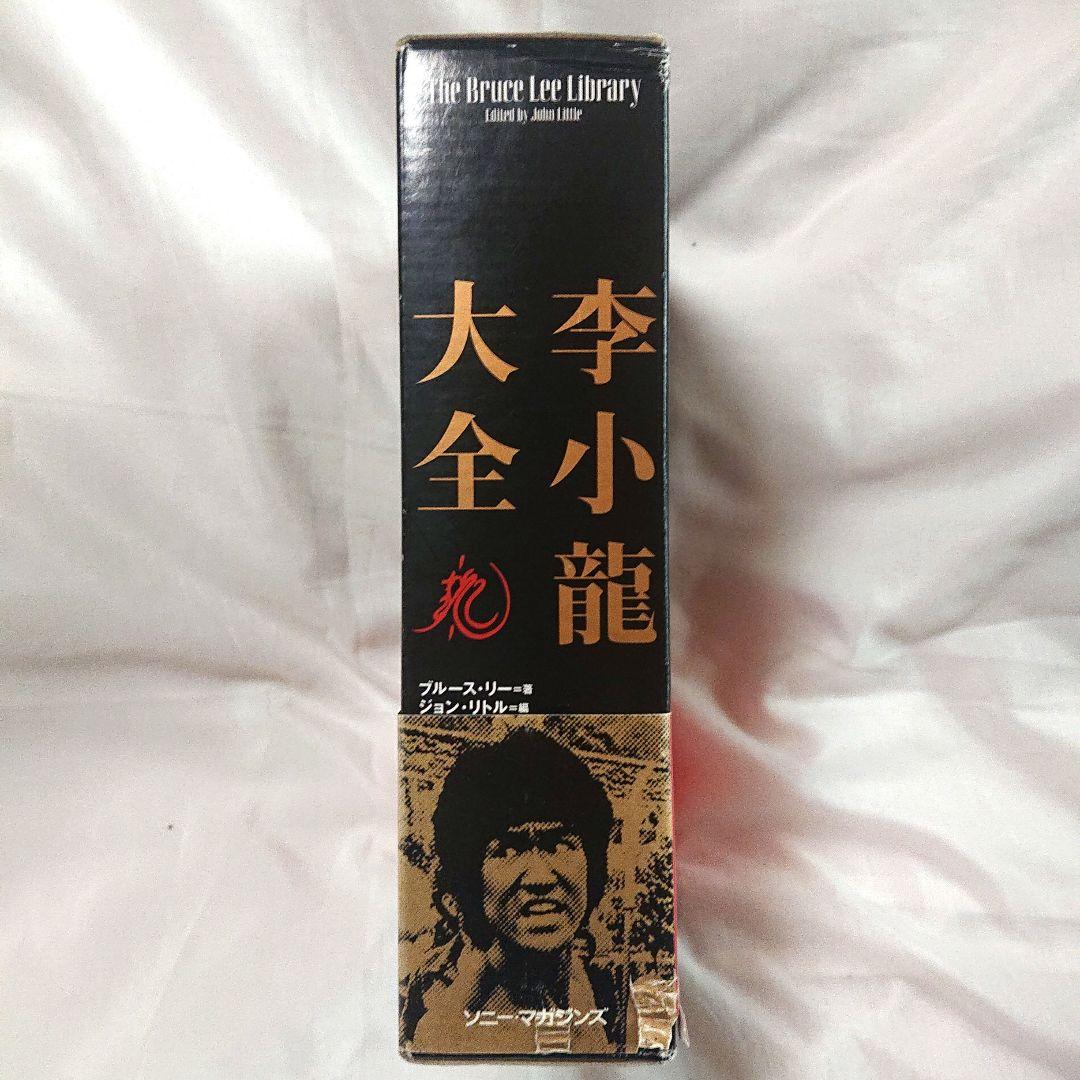 The Bruce Lee Library
Edited by John Little
李小龍
大全
ブルース・リー=著
ジョン・リトル=編
ソニー・マガジンズ